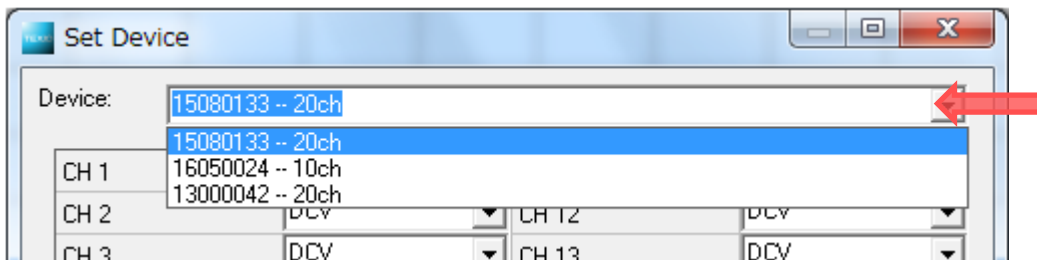 Set Device
Device:
15080133 -- 20ch
15080133 -- 20ch
16050024 -- 10ch
13000042 -- 20ch
CH 1
CH 2 DCV CH 12 DCV
CH 3 DCV CH 13 DCV